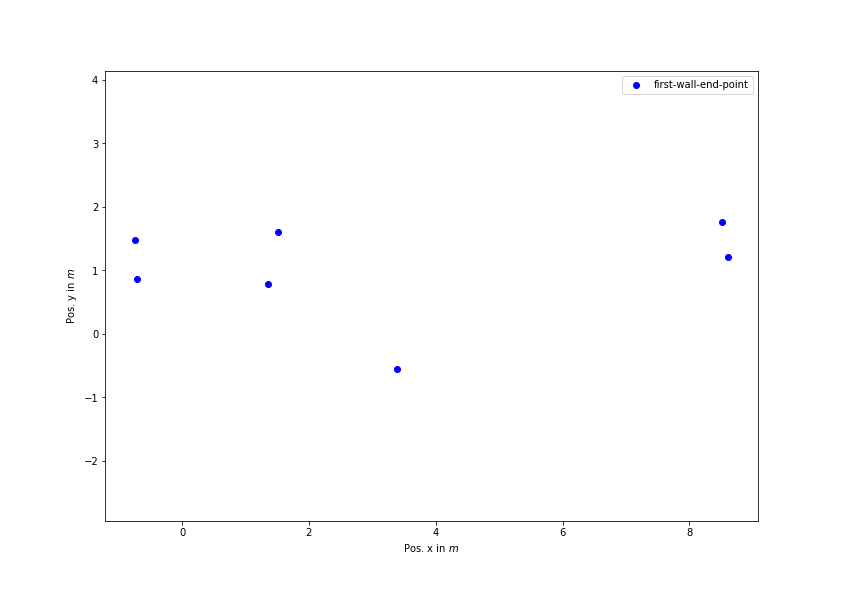 first-wall-end-point
4
3
2
1
0
−1
−2
Pos. y in m
0 2 4 6 8
Pos. x in m